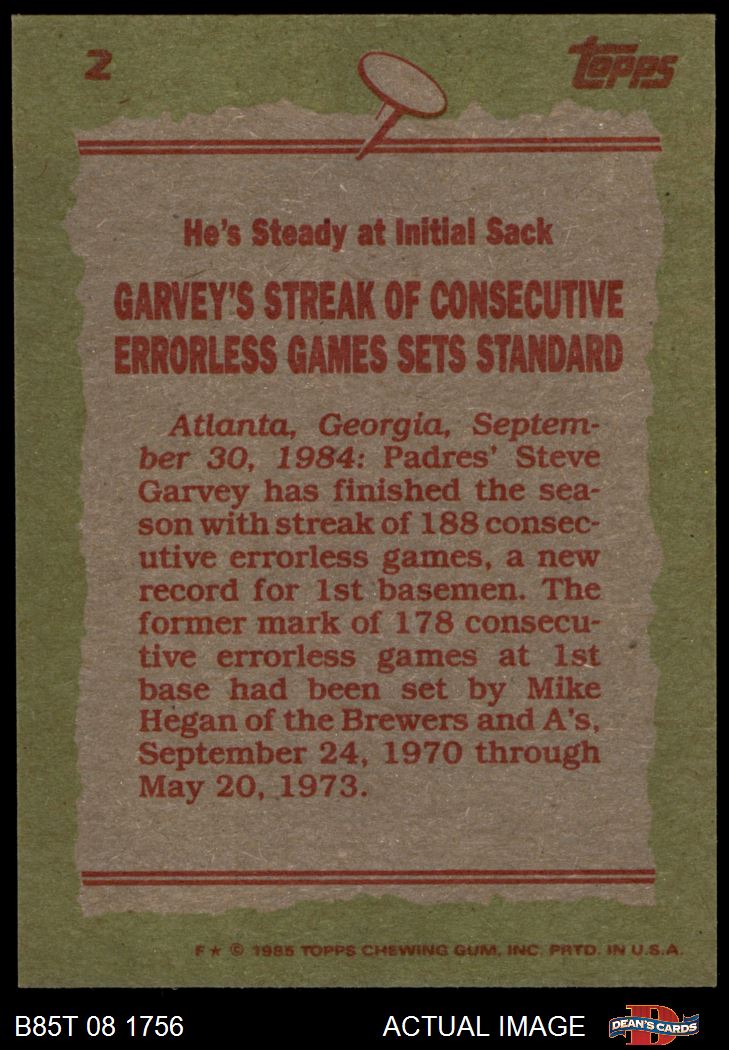 2
Topps
He's Steady at Initial Sack
GARVEY'S STREAK OF CONSECUTIVE
ERRORLESS GAMES SETS STANDARD
Atlanta, Georgia, Septem-
ber 30, 1984: Padres' Steve
Garvey has finished the sea-
son with streak of 188 consec-
utive errorless games, a new
record for 1st basemen. The
former mark of 178 consecu-
tive errorless games at 1st
base had been set by Mike
Hegan of the Brewers and A's,
September 24, 1970 through
May 20, 1973.
F★ © 1985 TOPPS CHEWING GUM, INC. PRTD. IN U.S.A.
B85T 08 1756
ACTUAL IMAGE
D
DEAN'S CARDS